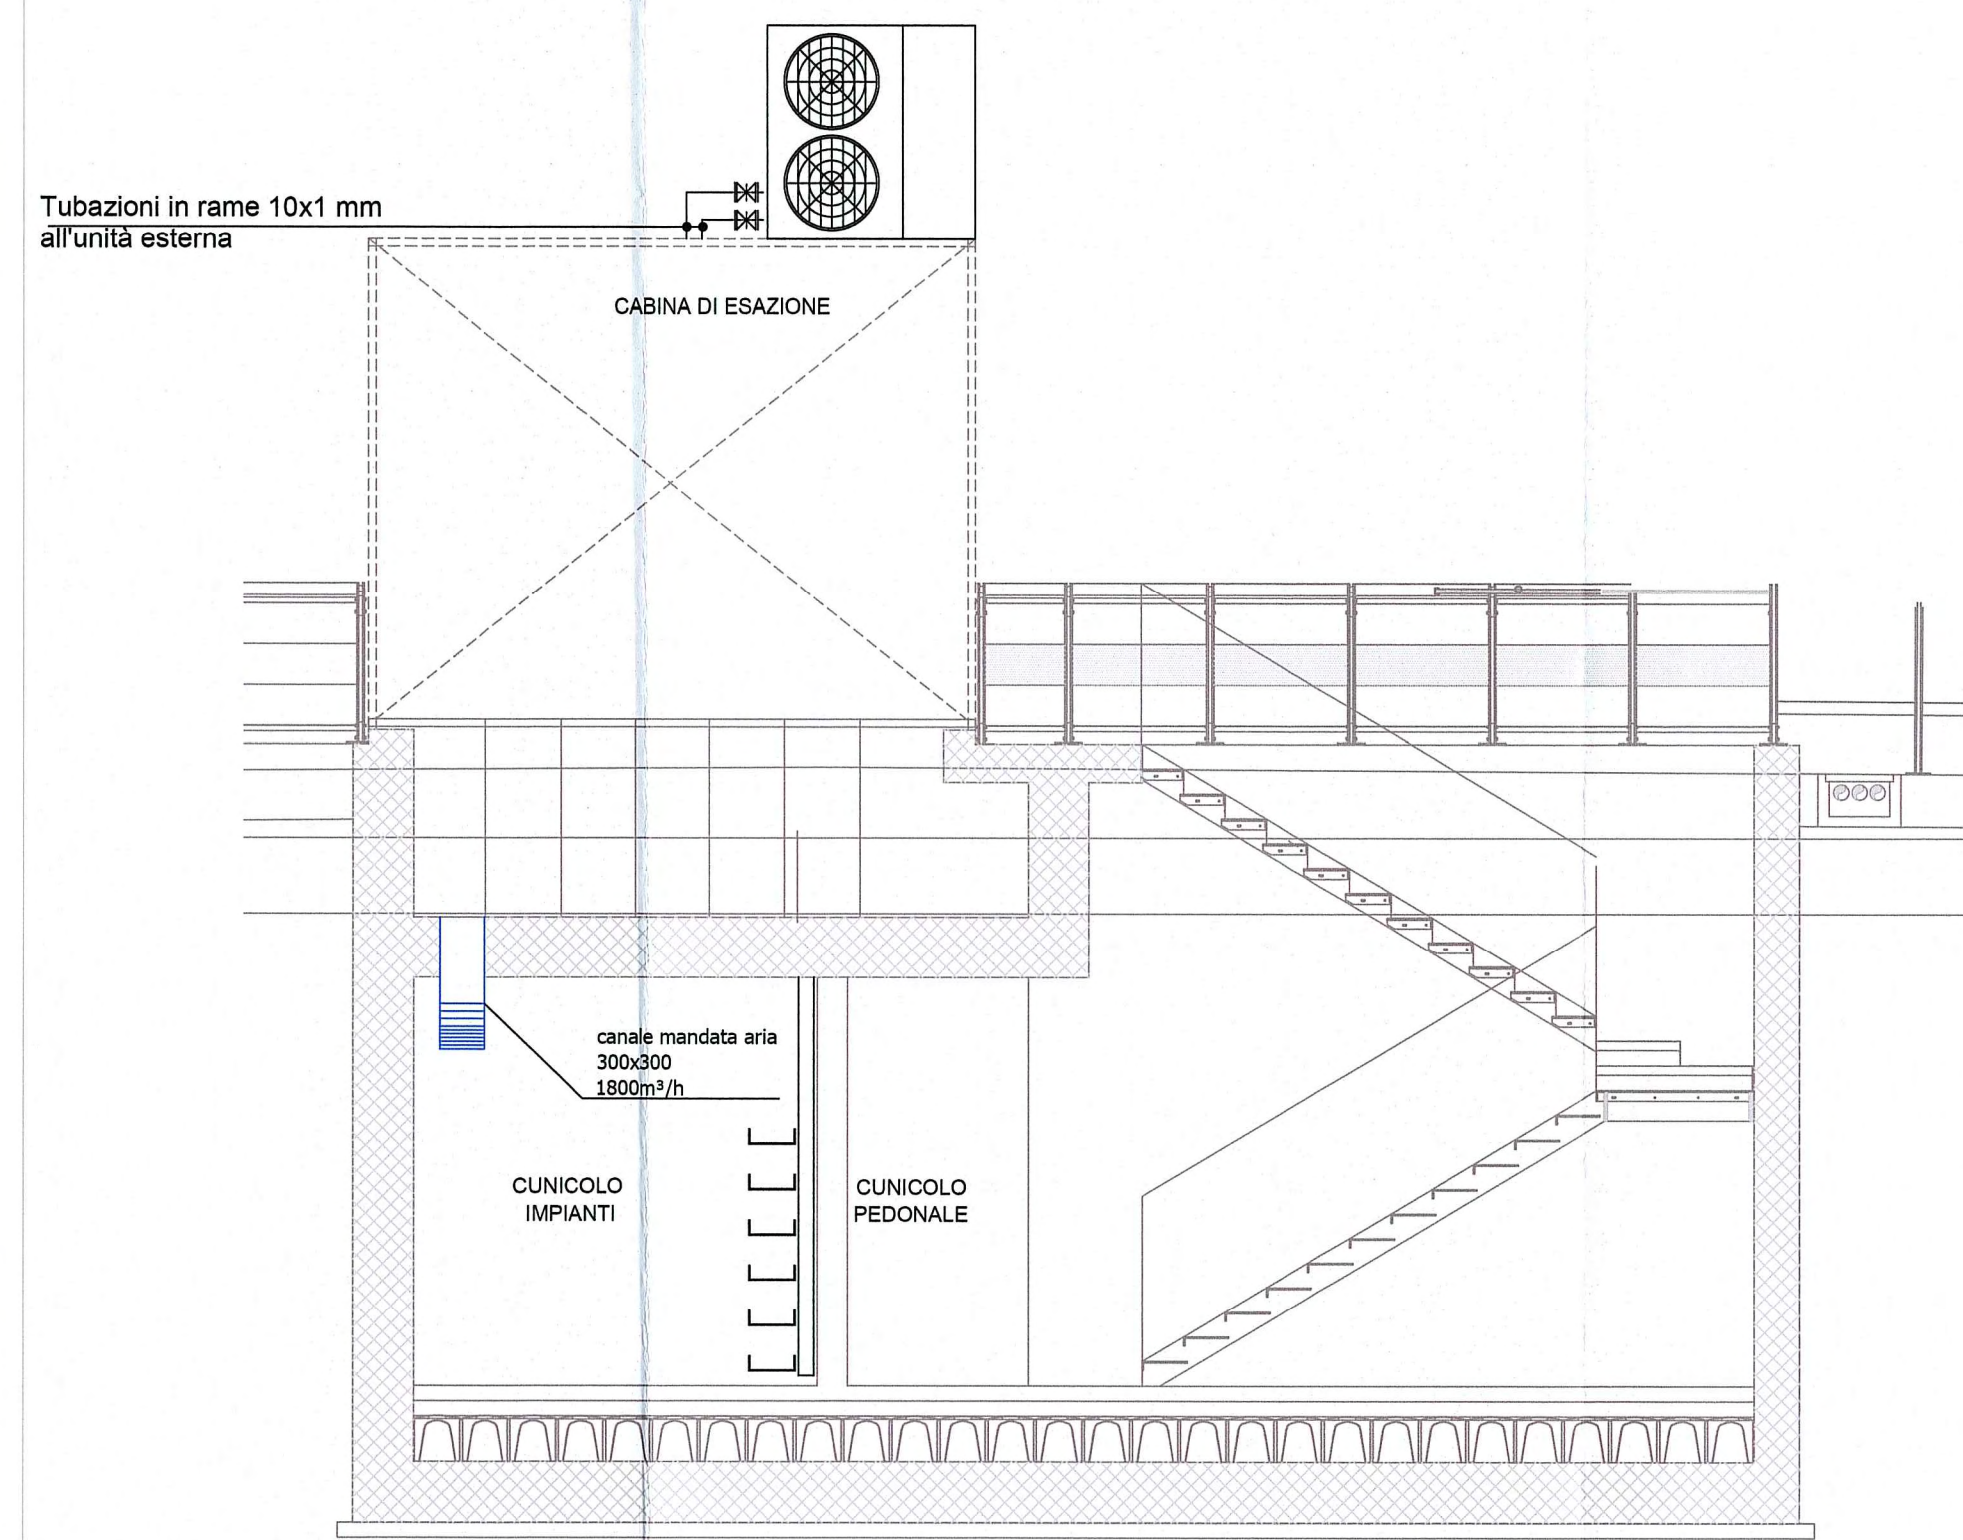 Tubazioni in rame 10x1 mm
all'unità esterna
CABINA DI ESAZIONE
canale mandata aria
300x300
1800m³/h
CUNICOLO
IMPIANTI
CUNICOLO
PEDONALE